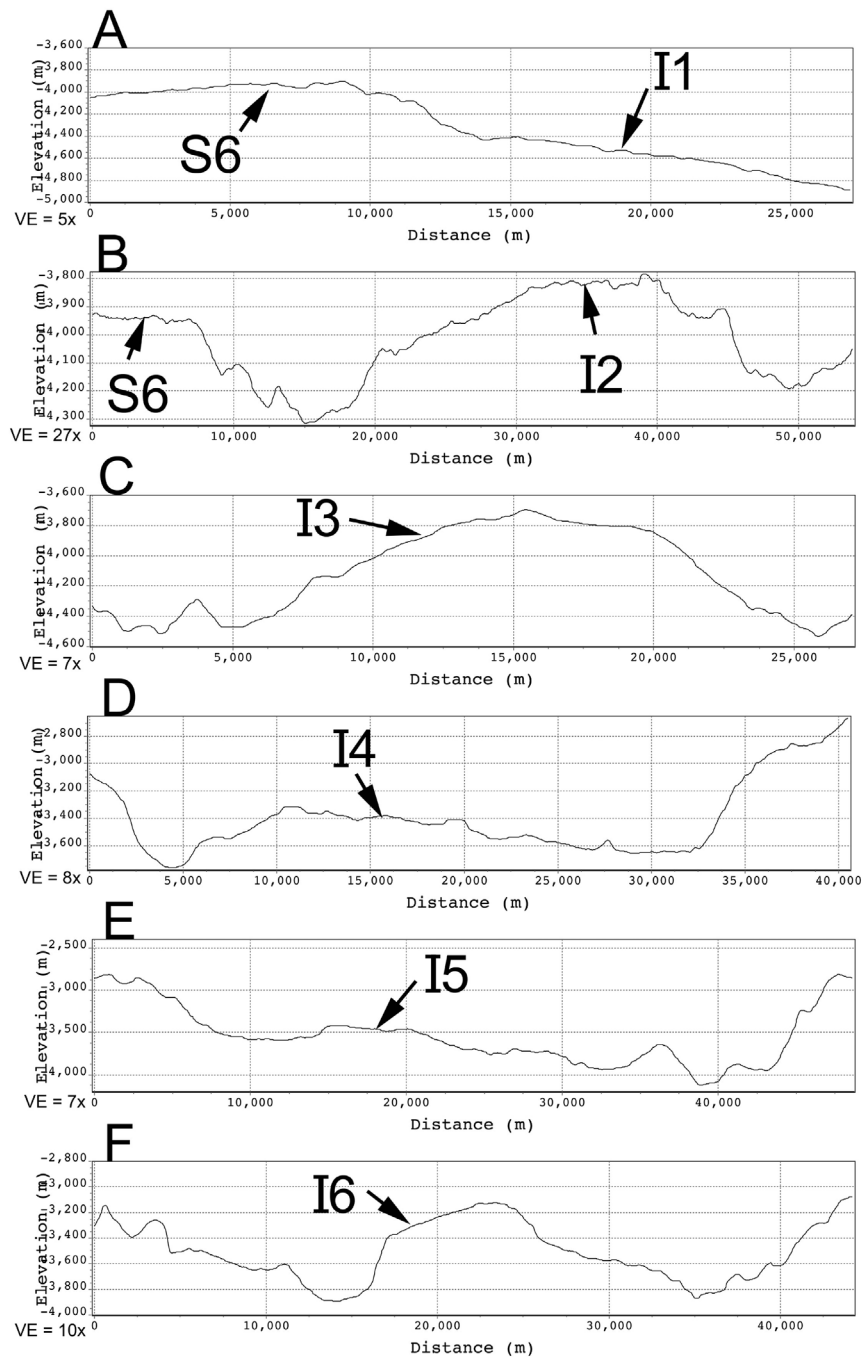 A
-3,600
-3,800
-4,000
-4,200
-4,400
-4,600
-4,800
-5,000
Elevation (m)
S6
I1
0 5,000 10,000 15,000 20,000 25,000
VE = 5x
Distance (m)
B
-3,800
-3,900
-4,000
-4,100
-4,200
-4,300
Elevation (m)
S6
I2
0 10,000 20,000 30,000 40,000 50,000
VE = 27x
Distance (m)
C
-3,600
-3,800
-4,000
-4,200
-4,400
-4,600
Elevation (m)
I3
0 5,000 10,000 15,000 20,000 25,000
VE = 7x
Distance (m)
D
-2,800
-3,000
-3,200
-3,400
-3,600
Elevation (m)
I4
0 5,000 10,000 15,000 20,000 25,000 30,000 35,000 40,000
VE = 8x
Distance (m)
E
-2,500
-3,000
-3,500
-4,000
Elevation (m)
I5
0 10,000 20,000 30,000 40,000
VE = 7x
Distance (m)
F
-2,800
-3,000
-3,200
-3,400
-3,600
-3,800
-4,000
Elevation (m)
I6
0 10,000 20,000 30,000 40,000
VE = 10x
Distance (m)